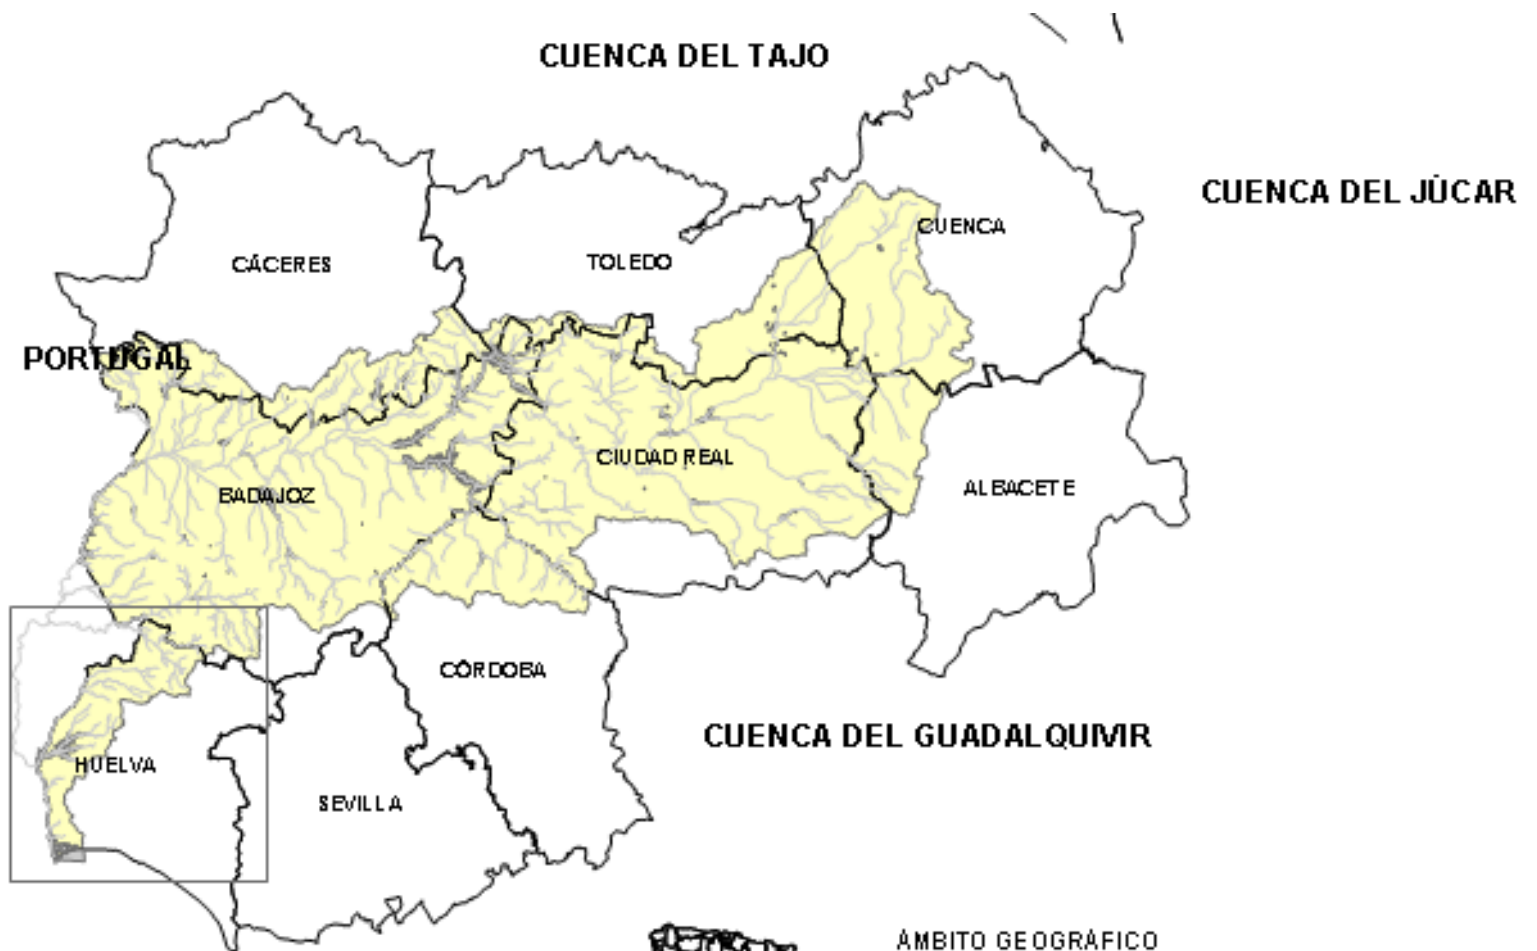 CUENCA DEL TAJO
CUENCA DEL JÚCAR
CUENCA
CÁCERES
TOLEDO
PORTUGAL
CIUDAD REAL
BADAJOZ
ALBACETE
CÓRDOBA
CUENCA DEL GUADALQUIVIR
HUELVA
SEVILLA
ÁMBITO GEOGRÁFICO